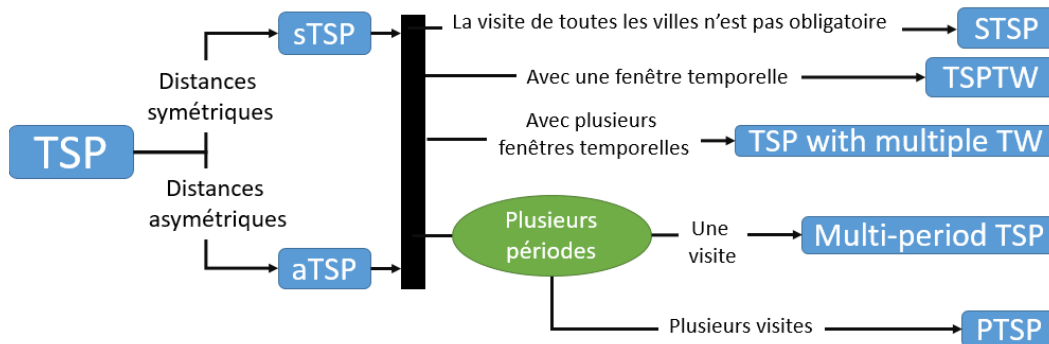 TSP
Distances
symétriques
Distances
asymétriques
sTSP
aTSP
La visite de toutes les villes n’est pas obligatoire
STSP
Avec une fenêtre temporelle
TSPTW
Avec plusieurs
fenêtres temporelles
TSP with multiple TW
Plusieurs
périodes
Une
visite
Multi-period TSP
Plusieurs visites
PTSP